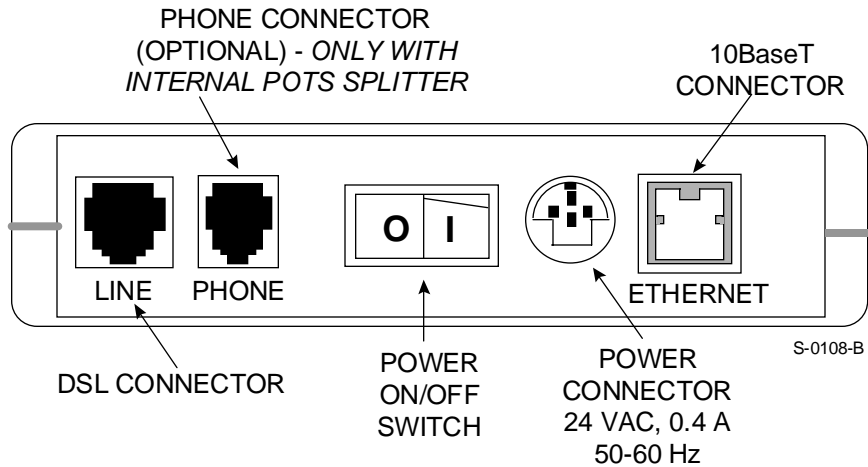 PHONE CONNECTOR
(OPTIONAL) - ONLY WITH
INTERNAL POTS SPLITTER
10BaseT
CONNECTOR
O I
LINE
PHONE
ETHERNET
S-0108-B
DSL CONNECTOR
POWER
ON/OFF
SWITCH
POWER
CONNECTOR
24 VAC, 0.4 A
50-60 Hz